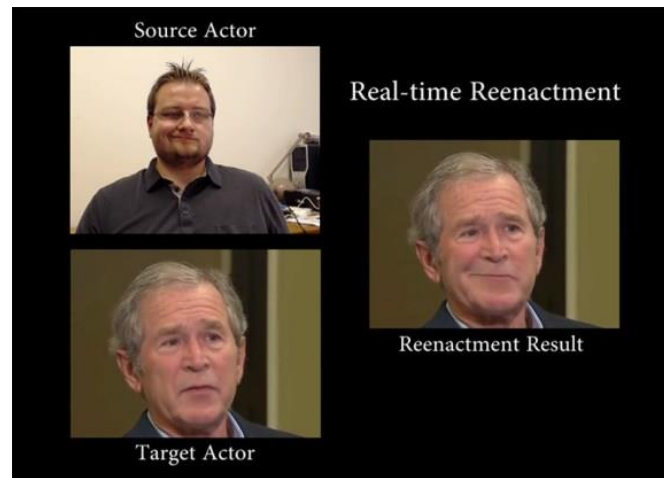 Source Actor
Real-time Reenactment
Reenactment Result
Target Actor